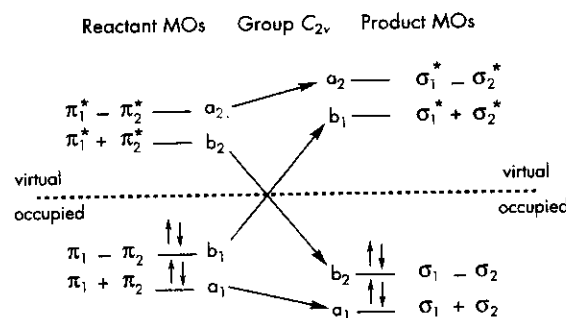 Reactant MOs Group C₂ᵥ Product MOs
a₂ σ₁* − σ₂*
π₁* − π₂* a₂
b₁ σ₁* + σ₂*
π₁* + π₂* b₂
virtual virtual
occupied occupied
π₁ − π₂ b₁
b₂ σ₁ − σ₂
π₁ + π₂ a₁
a₁ σ₁ + σ₂